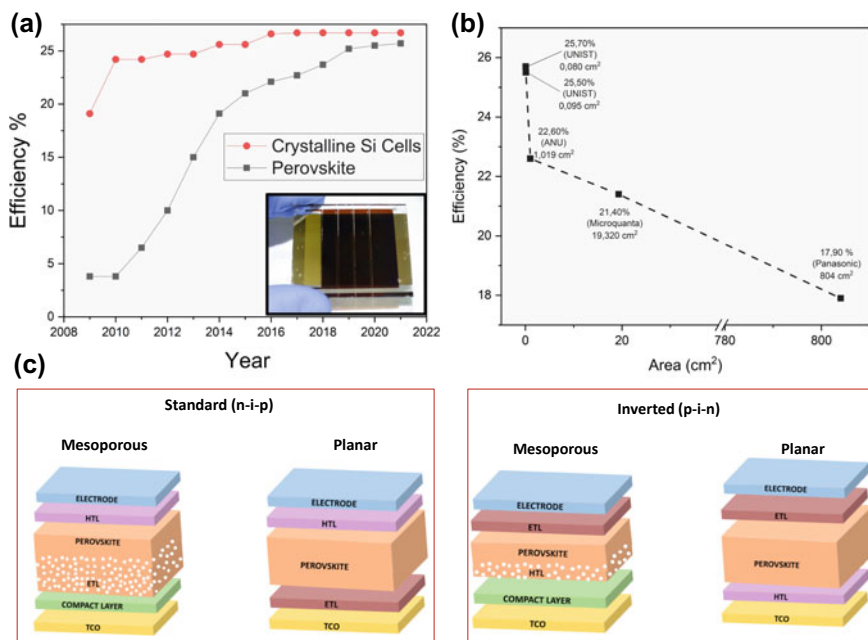 (a)
Efficiency %
25
20
15
10
5
0
2008 2010 2012 2014 2016 2018 2020 2022
Year
Crystalline Si Cells
Perovskite
(b)
Efficiency (%)
26
24
22
20
18
0 20 780 800
Area (cm²)
25,70%
(UNIST)
0,080 cm²
25,50%
(UNIST)
0,095 cm²
22,60%
(ANU)
1,019 cm²
21,40%
(Microquanta)
19,320 cm²
17,90 %
(Panasonic)
804 cm²
(c)
Standard (n-i-p)
Mesoporous
ELECTRODE
HTL
PEROVSKITE
ETL
COMPACT LAYER
TCO
Planar
ELECTRODE
HTL
PEROVSKITE
ETL
TCO
Inverted (p-i-n)
Mesoporous
ELECTRODE
ETL
PEROVSKITE
HTL
COMPACT LAYER
TCO
Planar
ELECTRODE
ETL
PEROVSKITE
HTL
TCO